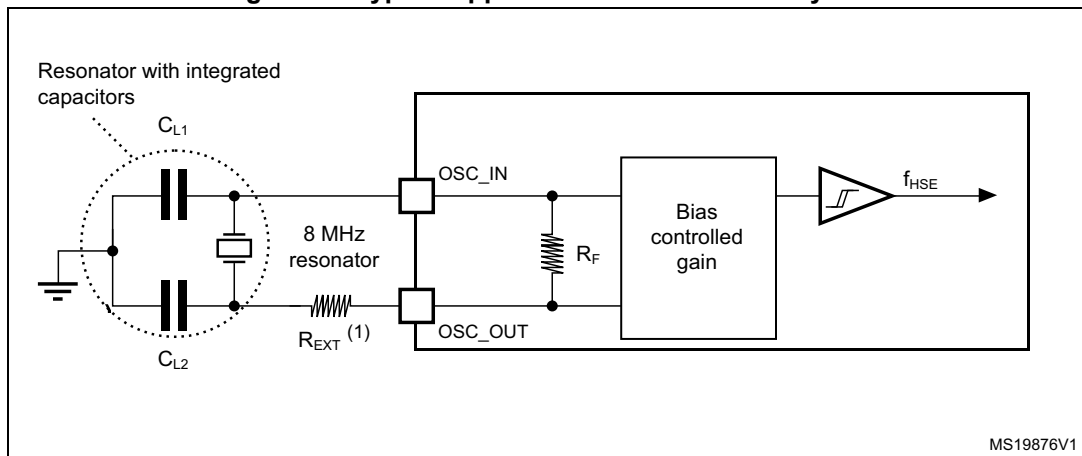 Resonator with integrated
capacitors
C_L1
OSC_IN
f_HSE
8 MHz
resonator
R_F
Bias
controlled
gain
R_EXT (1)
OSC_OUT
C_L2
MS19876V1